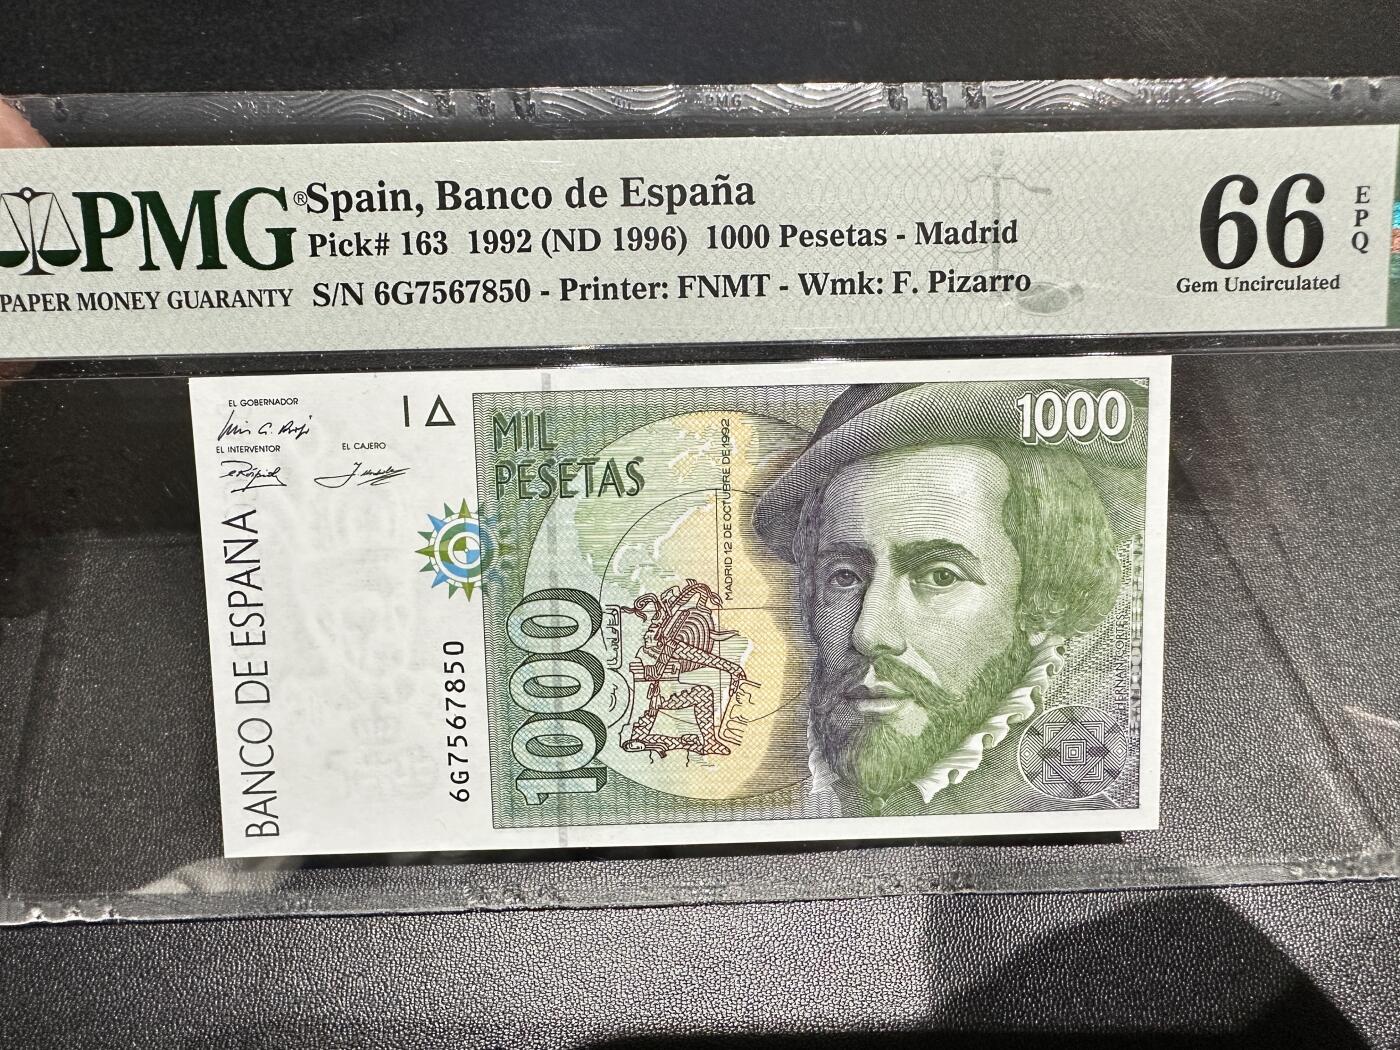 PMG
PMG®
PAPER MONEY GUARANTY
Spain, Banco de España
Pick# 163 1992 (ND 1996) 1000 Pesetas - Madrid
S/N 6G7567850 - Printer: FNMT - Wmk: F. Pizarro
66
EPQ
Gem Uncirculated
EL GOBERNADOR
EL INTERVENTOR
EL CAJERO
BANCO DE ESPAÑA
6G7567850
MIL
PESETAS
1000
MADRID 12 DE OCTUBRE DE 1992
1000
HERNAN CORTES